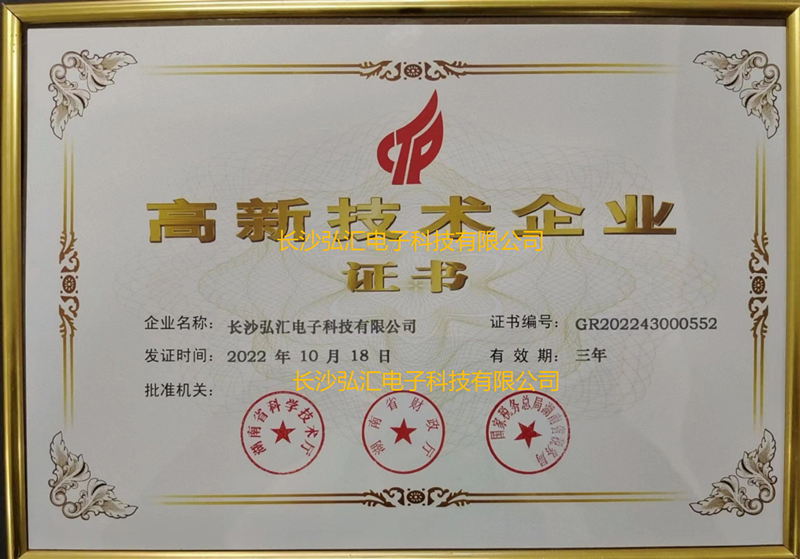 CTP
高新技术企业
长沙弘汇电子科技有限公司
证书
企业名称： 长沙弘汇电子科技有限公司
证书编号： GR202243000552
发证时间： 2022 年 10 月 18 日
有 效 期： 三年
长沙弘汇电子科技有限公司
批准机关：
湖南省科学技术厅
湖南省财政厅
国家税务总局湖南省税务局